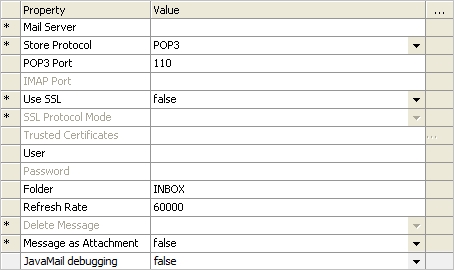 Property Value ...
* Mail Server
* Store Protocol POP3
POP3 Port 110
IMAP Port
* Use SSL false
* SSL Protocol Mode
Trusted Certificates ...
User
Password
Folder INBOX
Refresh Rate 60000
* Delete Message
* Message as Attachment false
JavaMail debugging false